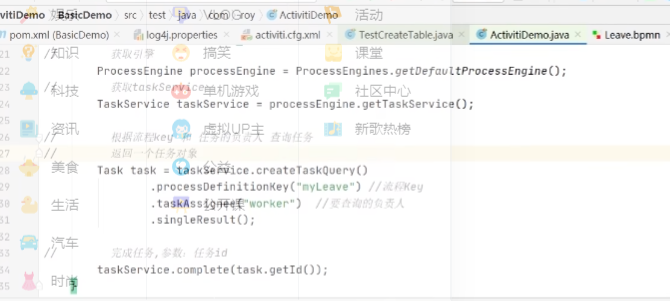 娱乐 VLOG 活动
ActivitiDemo BasicDemo src test java com roy ActivitiDemo
pom.xml (BasicDemo) log4j.properties activiti.cfg.xml TestCreateTable.java ActivitiDemo.java Leave.bpmn
知识 搞笑 课堂
21 // 获取引擎
22 ProcessEngine processEngine = ProcessEngines.getDefaultProcessEngine();
23 // 获取taskService
科技 单机游戏 社区中心
24 TaskService taskService = processEngine.getTaskService();
25
资讯 虚拟UP主 新歌热榜
26 // 根据流程key 和 任务的负责人 查询任务
27 // 返回一个任务对象
美食 公益
28 Task task = taskService.createTaskQuery()
29 .processDefinitionKey("myLeave") //流程Key
生活 公开课
30 .taskAssignee("worker") //要查询的负责人
31 .singleResult();
32
汽车
33 // 完成任务,参数: 任务id
34 taskService.complete(task.getId());
时尚
35 }